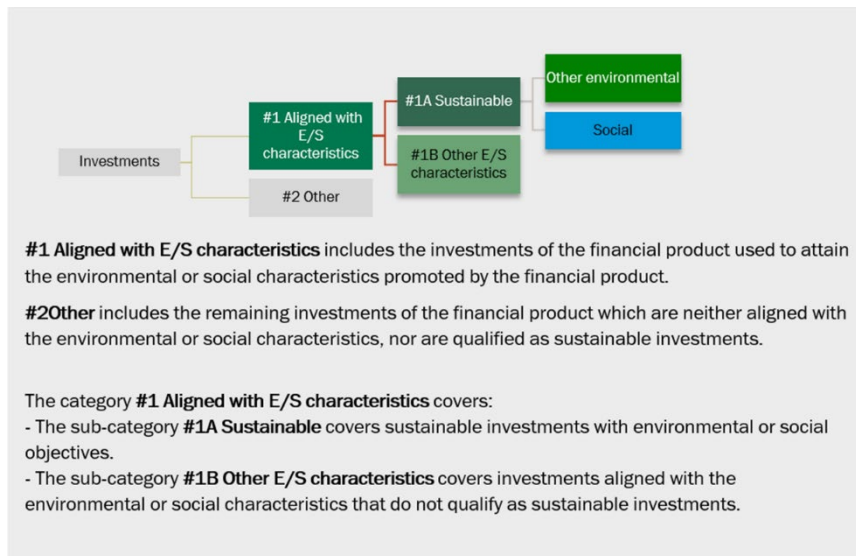 Other environmental
#1A Sustainable
#1 Aligned with
E/S
characteristics
Social
#1B Other E/S
characteristics
Investments
#2 Other
#1 Aligned with E/S characteristics includes the investments of the financial product used to attain
the environmental or social characteristics promoted by the financial product.
#2Other includes the remaining investments of the financial product which are neither aligned with
the environmental or social characteristics, nor are qualified as sustainable investments.
The category #1 Aligned with E/S characteristics covers:
- The sub-category #1A Sustainable covers sustainable investments with environmental or social
objectives.
- The sub-category #1B Other E/S characteristics covers investments aligned with the
environmental or social characteristics that do not qualify as sustainable investments.